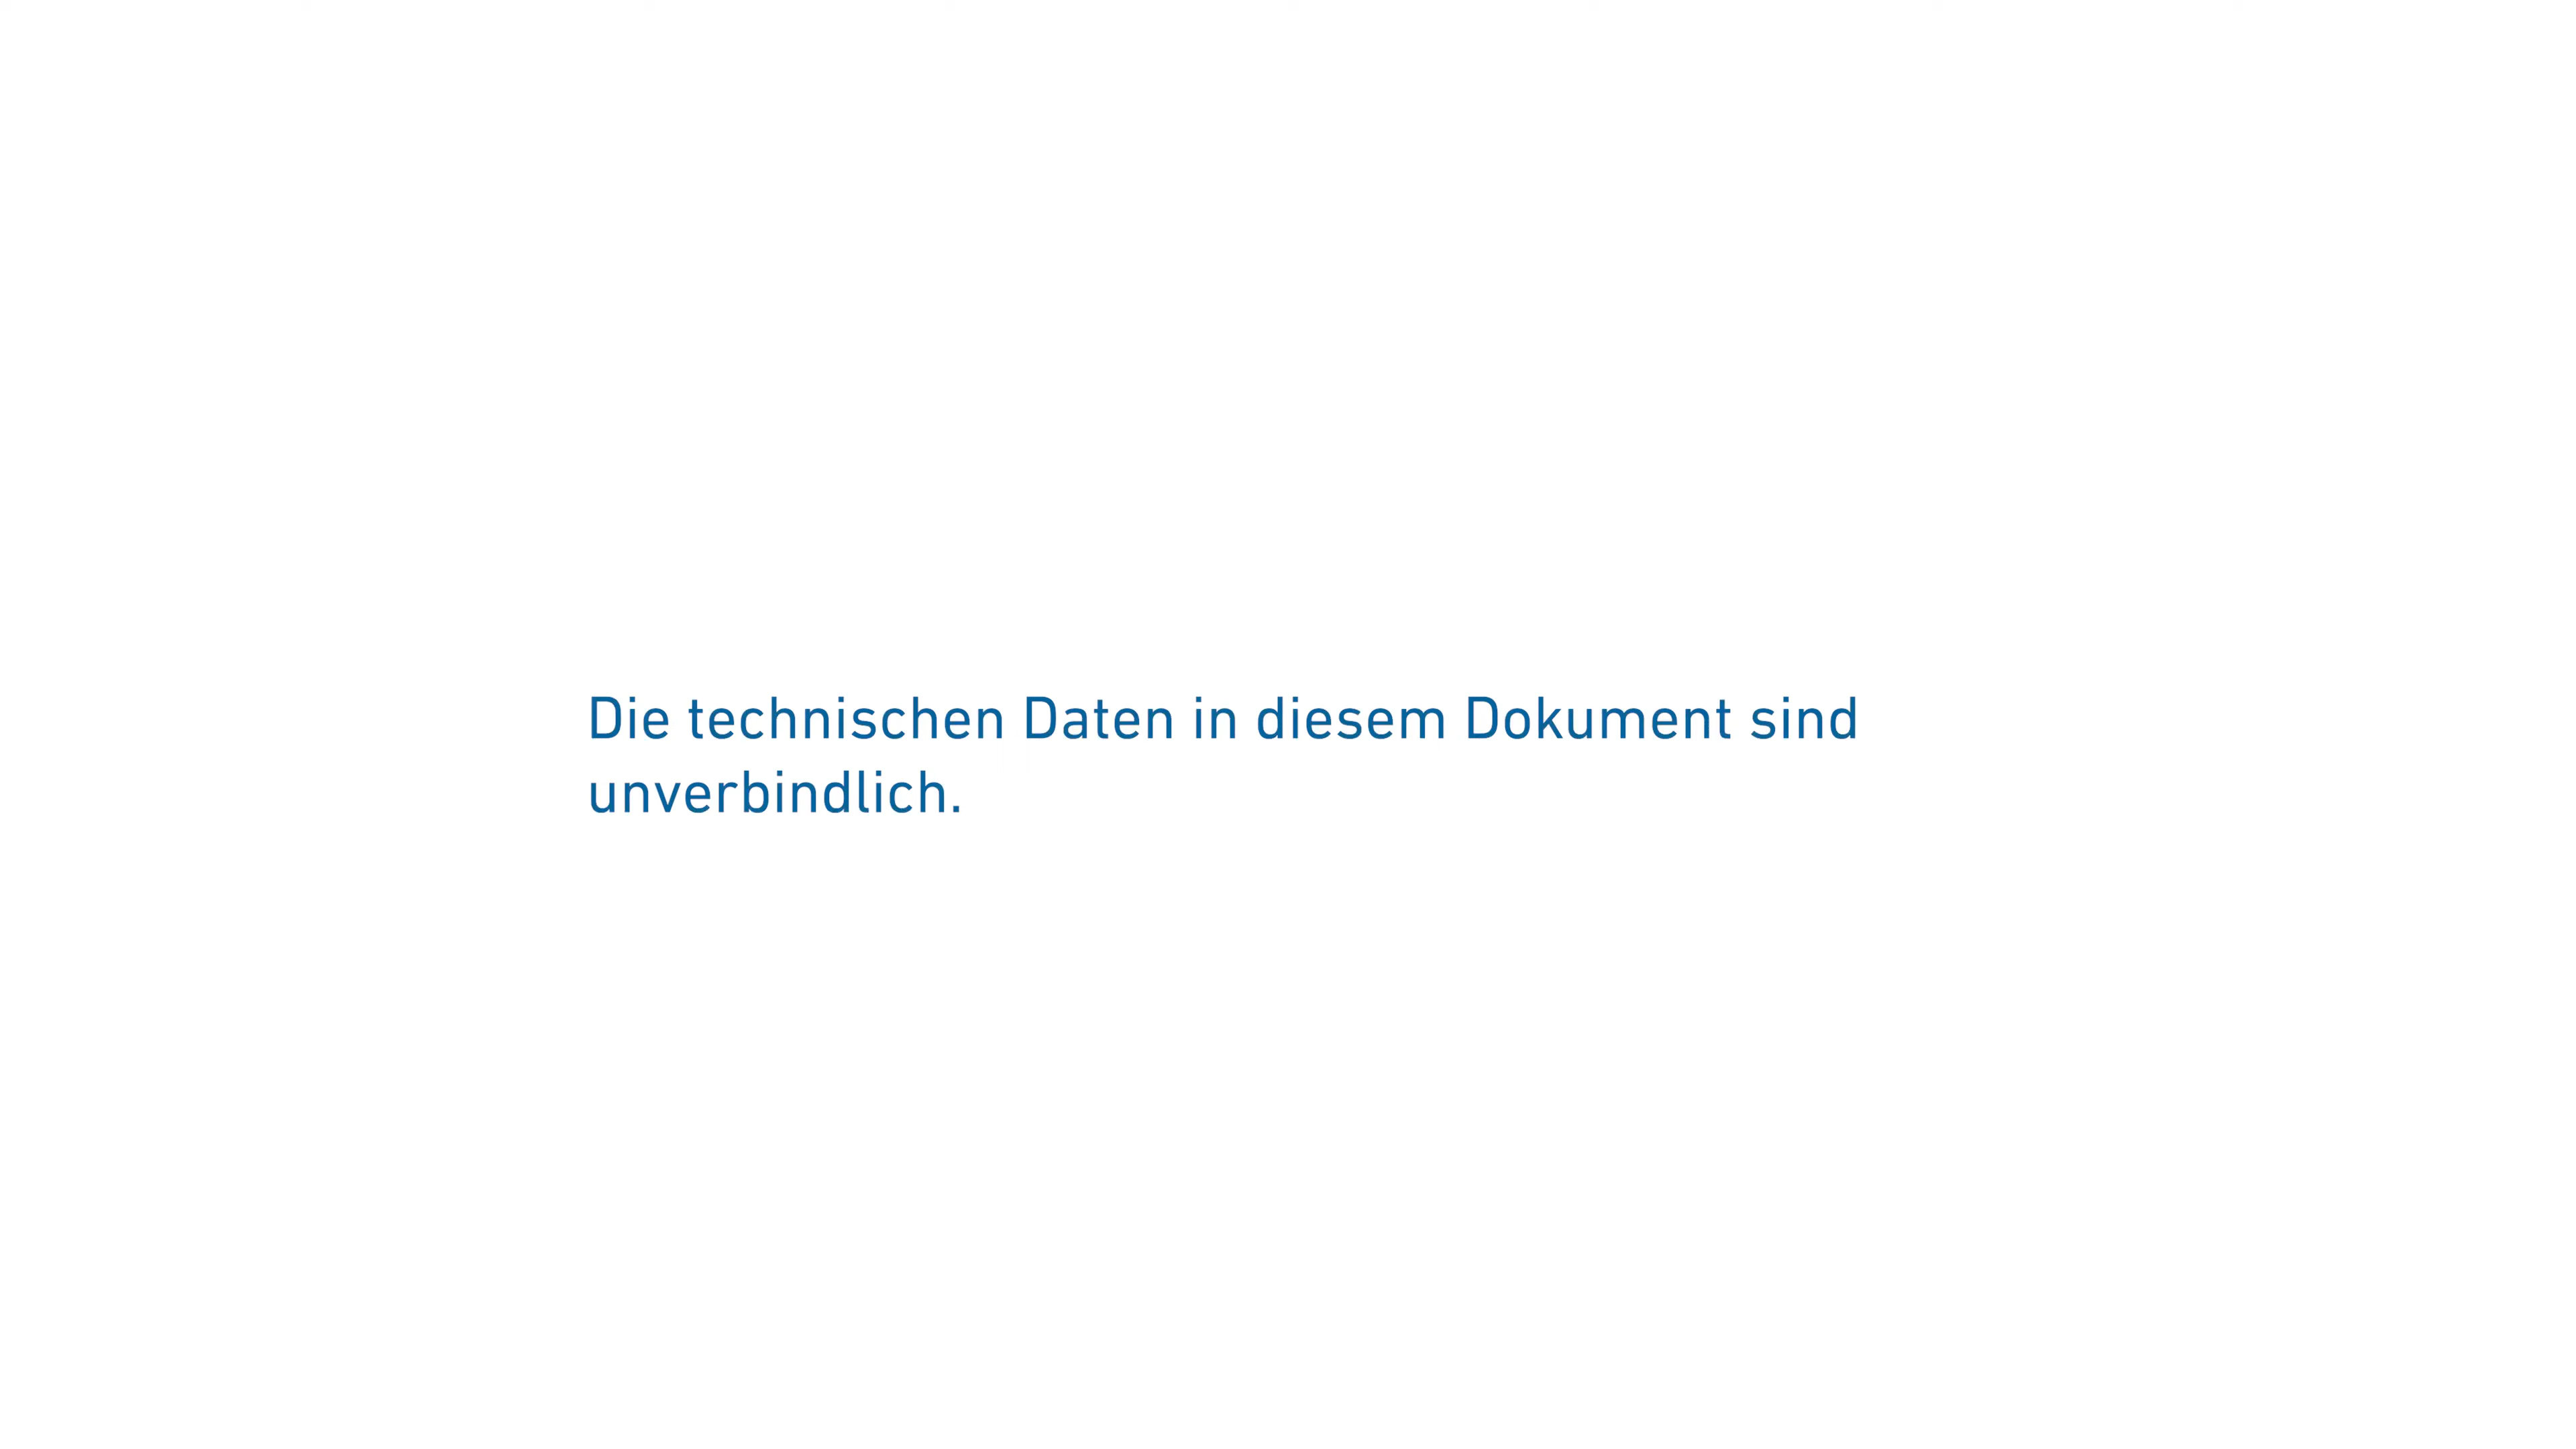 Die technischen Daten in diesem Dokument sind
unverbindlich.